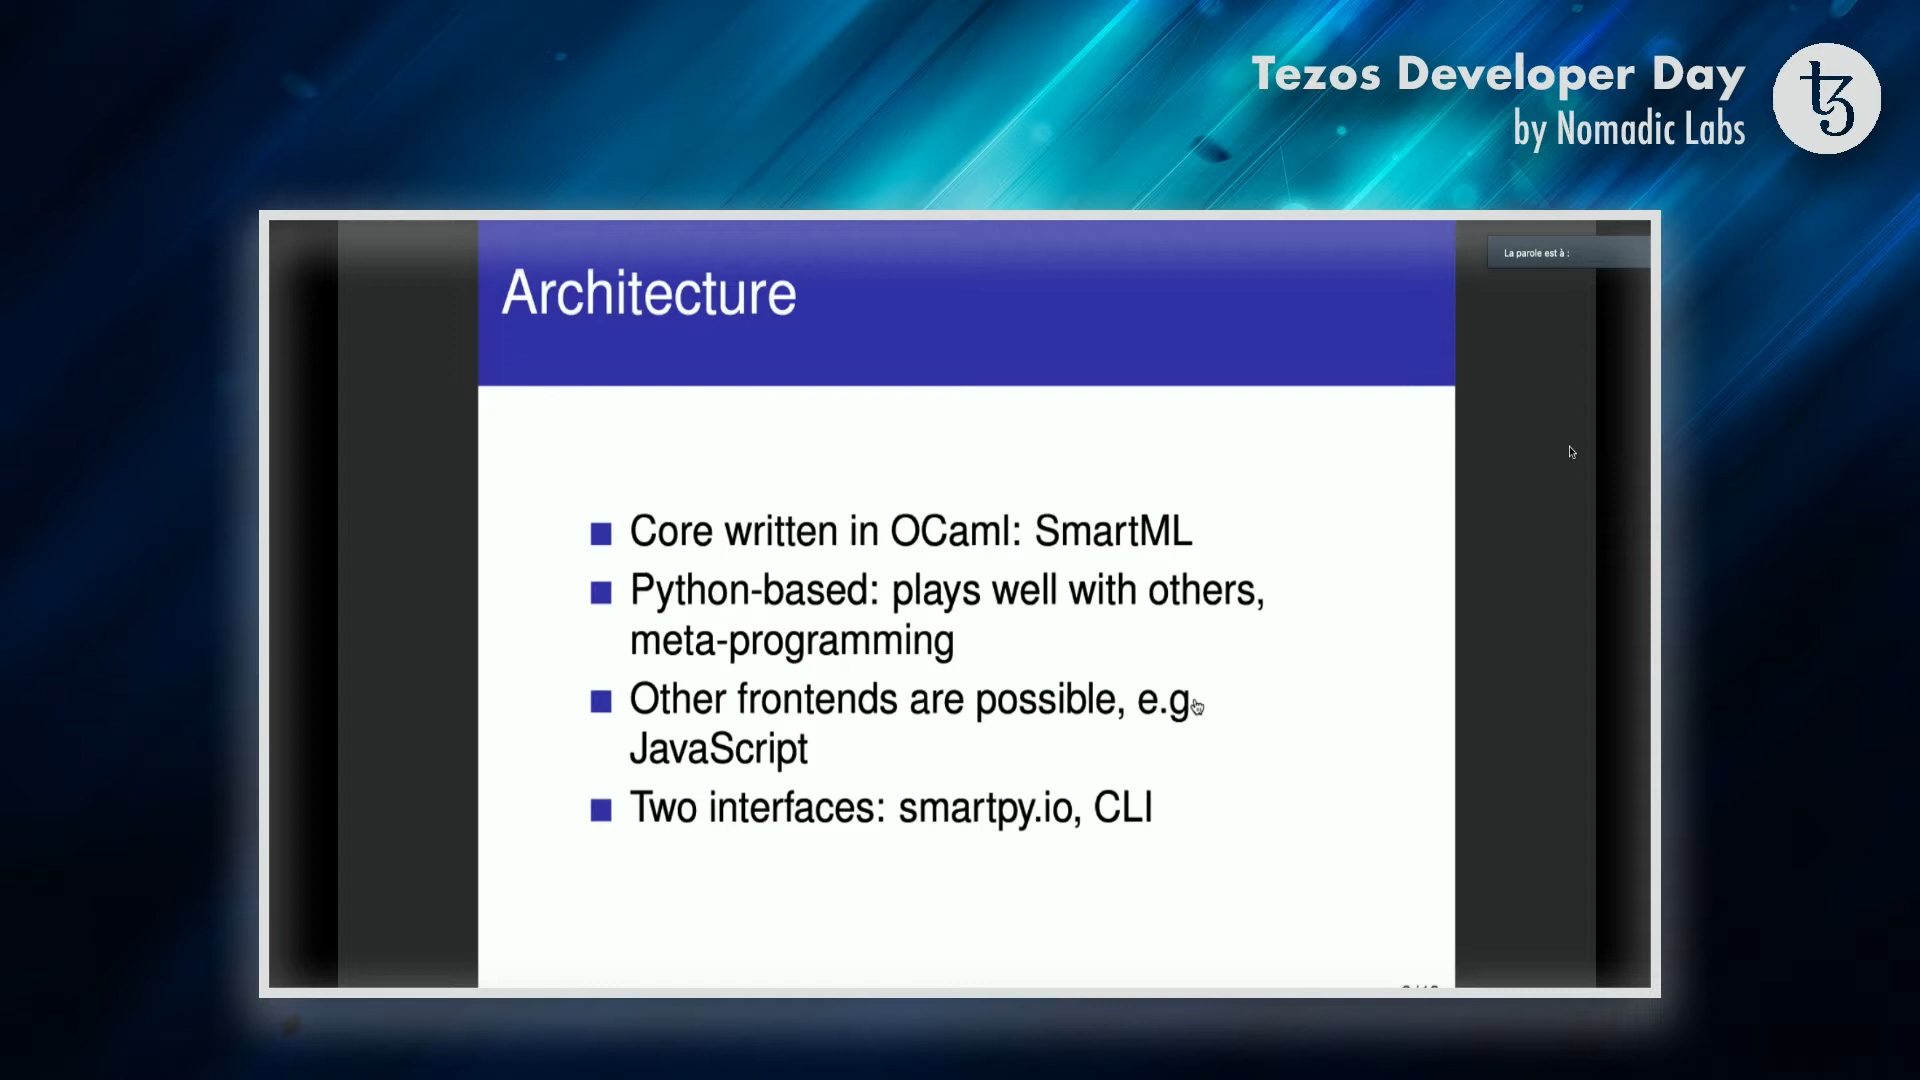 Tezos Developer Day
by Nomadic Labs
La parole est à :
Architecture
Core written in OCaml: SmartML
Python-based: plays well with others,
meta-programming
Other frontends are possible, e.g.
JavaScript
Two interfaces: smartpy.io, CLI